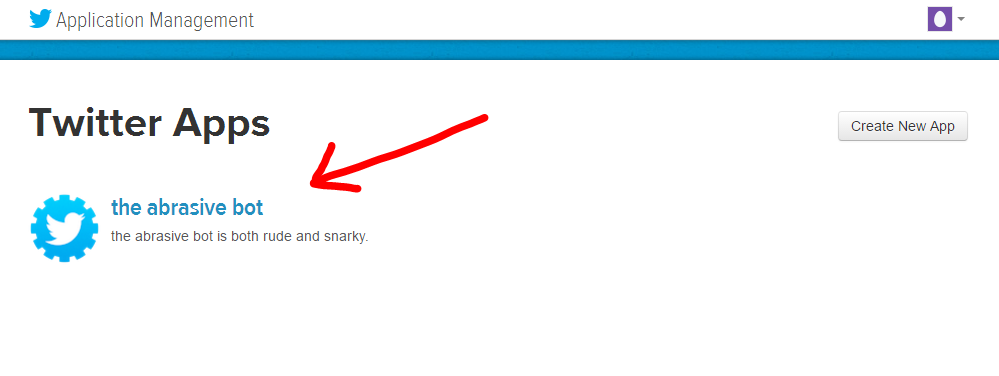 Application Management
Twitter Apps
Create New App
the abrasive bot
the abrasive bot is both rude and snarky.